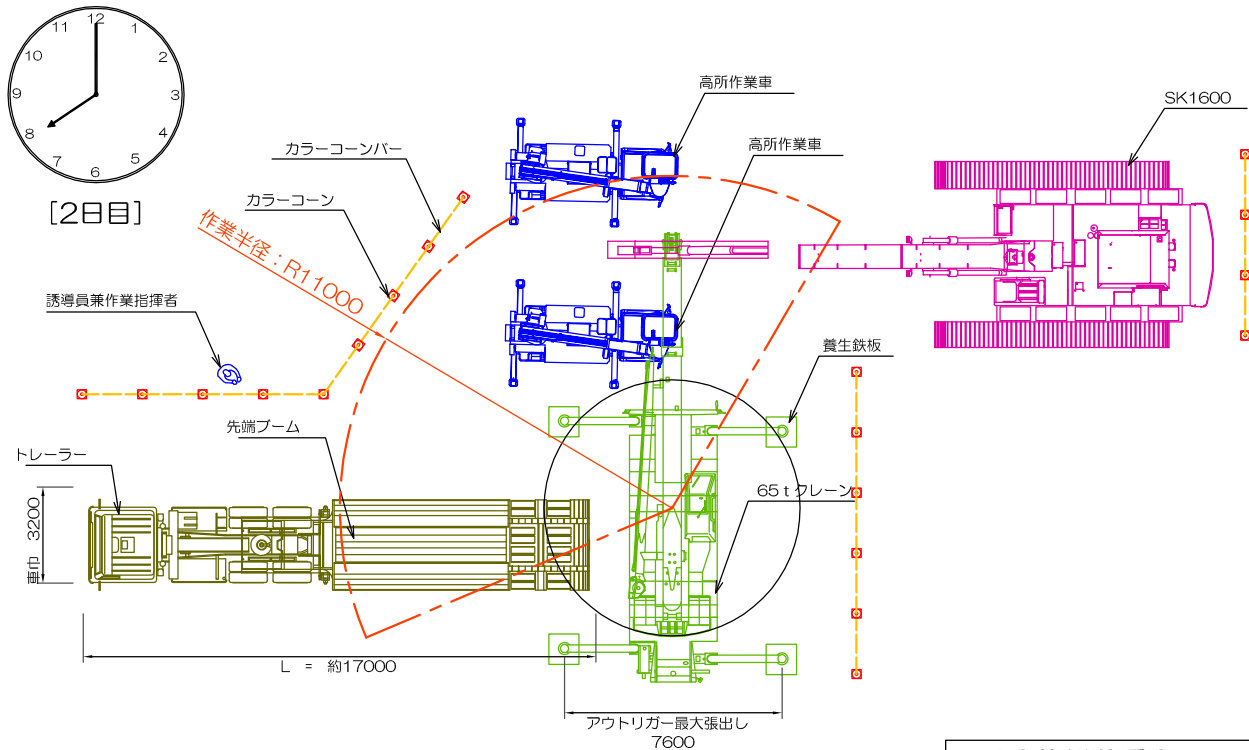 12
1
2
3
4
5
6
7
8
9
10
11
[2日目]
高所作業車
SK1600
高所作業車
カラーコーンバー
カラーコーン
作業半径：R11000
誘導員兼作業指揮者
養生鉄板
先端ブーム
トレーラー
65ｔクレーン
車巾 3200
L = 約17000
アウトリガー最大張出し
7600